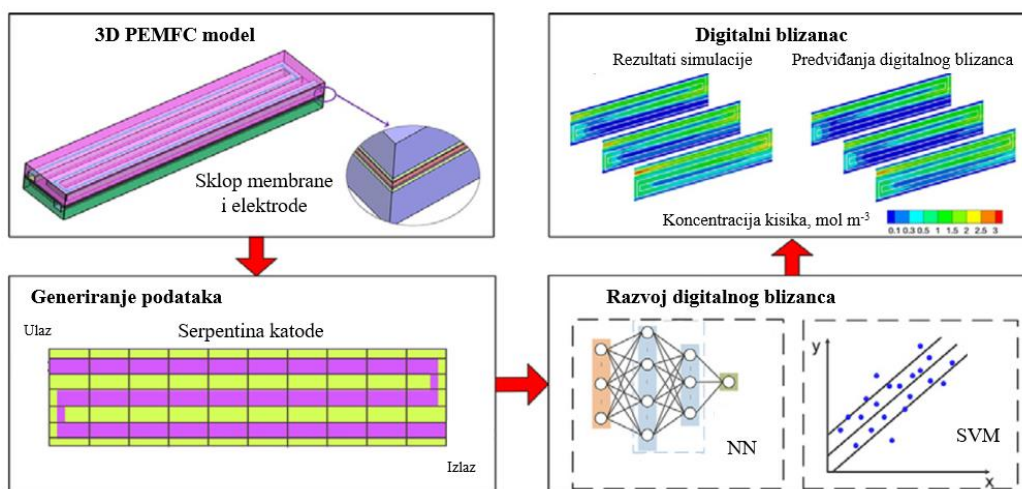 3D PEMFC model
Sklop membrane
i elektrode
Generiranje podataka
Ulaz
Serpentina katode
Izlaz
Razvoj digitalnog blizanca
NN
y
SVM
x
Digitalni blizanac
Rezultati simulacije
Predviđanja digitalnog blizanca
Koncentracija kisika, mol m⁻³
0.1 0.3 0.5 1 1.5 2 2.5 3